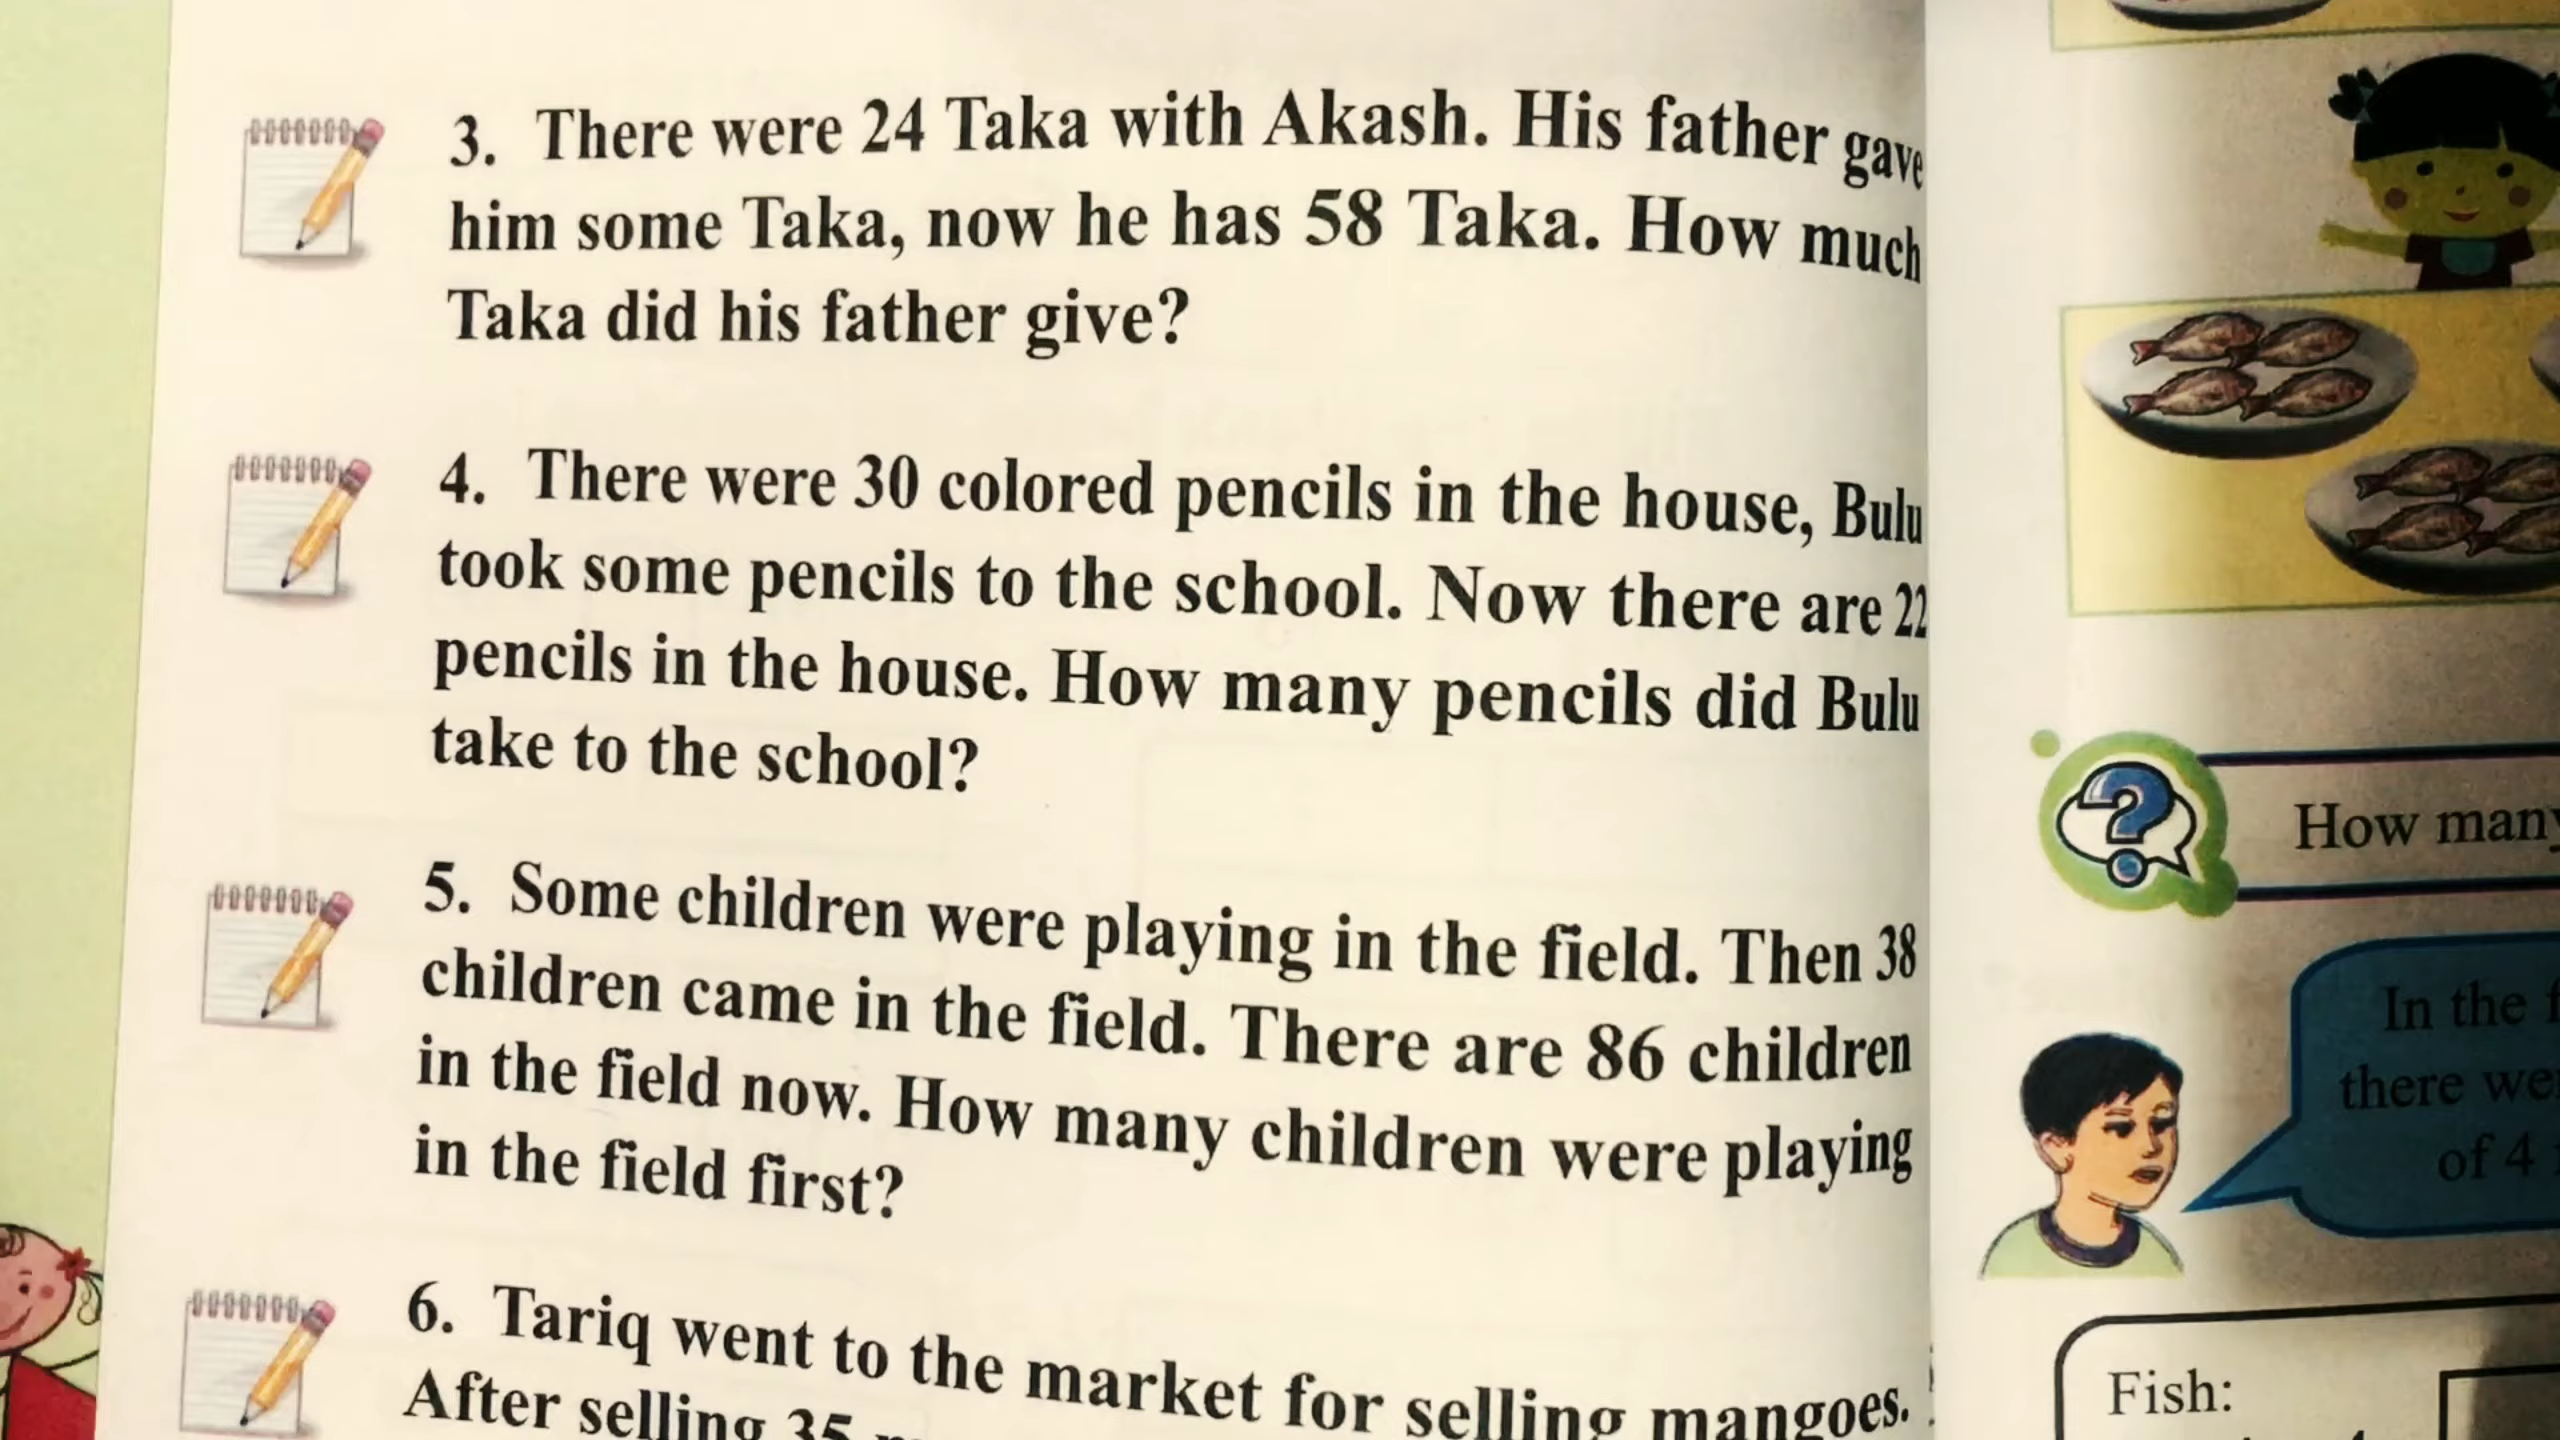 3. There were 24 Taka with Akash. His father gave
him some Taka, now he has 58 Taka. How much
Taka did his father give?
4. There were 30 colored pencils in the house, Bulu
took some pencils to the school. Now there are 22
pencils in the house. How many pencils did Bulu
take to the school?
5. Some children were playing in the field. Then 38
children came in the field. There are 86 children
in the field now. How many children were playing
in the field first?
6. Tariq went to the market for selling mangoes.
After selling 35
How many
In the
there
of 4
Fish: